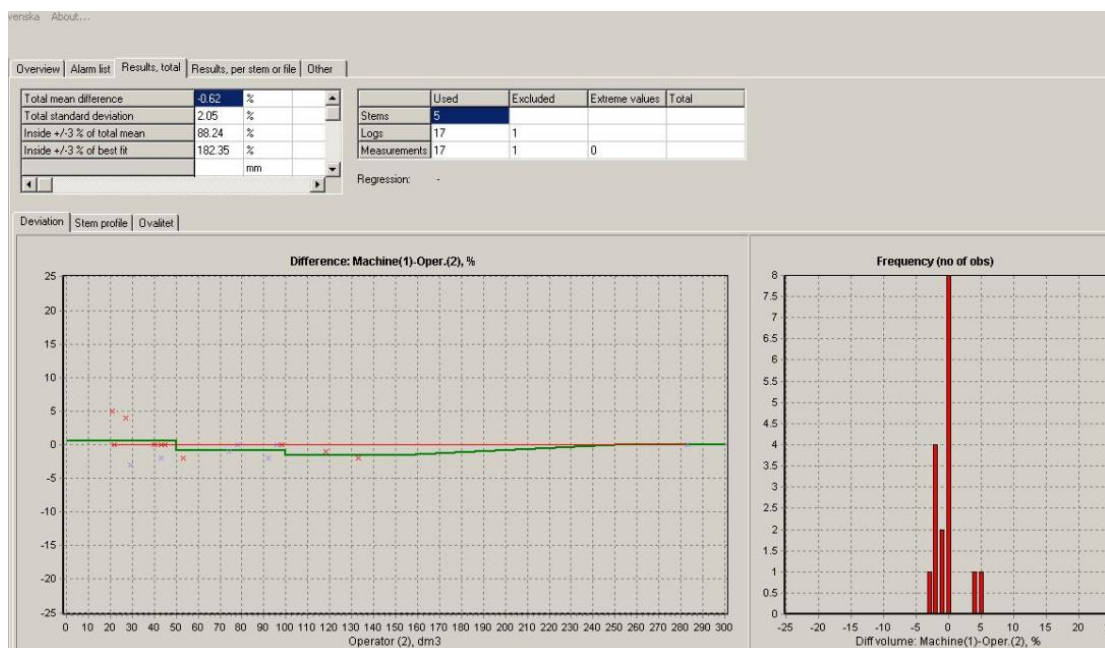 venska About...
Overview Alarm list Results, total Results, per stem or file Other
Total mean difference -0.62 %
Total standard deviation 2.05 %
Inside +/-3 % of total mean 88.24 %
Inside +/-3 % of best fit 182.35 %
mm
Used Excluded Extreme values Total
Stems 5
Logs 17 1
Measurements 17 1 0
Regression: -
Deviation Stem profile Ovalitet
Difference: Machine(1)-Oper.(2), %
25
20
15
10
5
0
-5
-10
-15
-20
-25
0 10 20 30 40 50 60 70 80 90 100 110 120 130 140 150 160 170 180 190 200 210 220 230 240 250 260 270 280 290 300
Operator (2), dm3
Frequency (no of obs)
8
7.5
7
6.5
6
5.5
5
4.5
4
3.5
3
2.5
2
1.5
1
0.5
0
-25 -20 -15 -10 -5 0 5 10 15 20 25
Diff volume: Machine(1)-Oper.(2), %